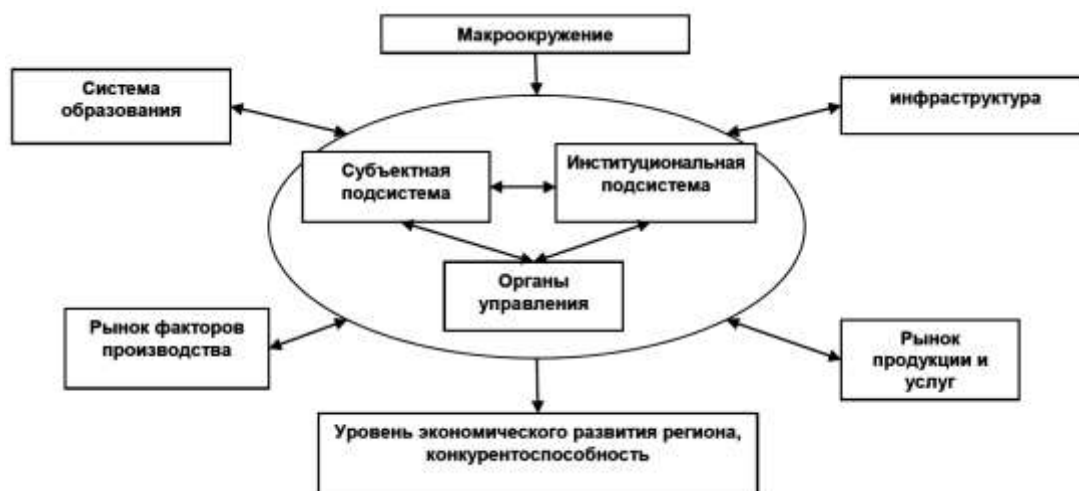 Макроокружение
Система
образования
инфраструктура
Субъектная
подсистема
Институциональная
подсистема
Органы
управления
Рынок факторов
производства
Рынок
продукции и
услуг
Уровень экономического развития региона,
конкурентоспособность